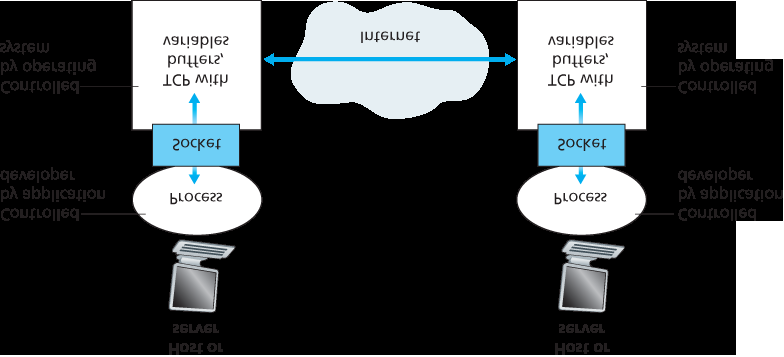 Host or
server
Host or
server
Controlled
by application
developer
Process
Process
Controlled
by application
developer
Socket
Socket
Controlled
by operating
system
TCP with
buffers,
variables
Internet
TCP with
buffers,
variables
Controlled
by operating
system